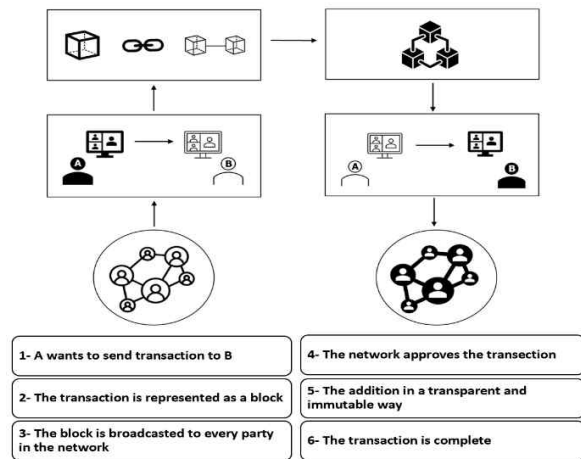 A
B
A
B
1- A wants to send transaction to B
2- The transaction is represented as a block
3- The block is broadcasted to every party
in the network
4- The network approves the transection
5- The addition in a transparent and
immutable way
6- The transaction is complete